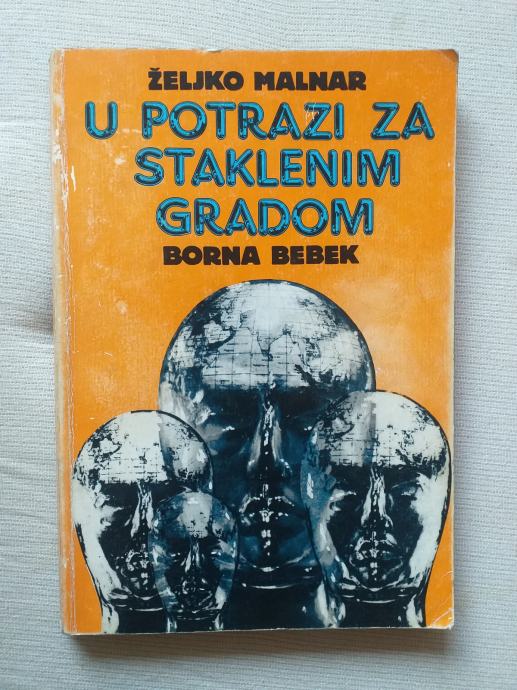 ŽELJKO MALNAR
U POTRAZI ZA
STAKLENIM
GRADOM
BORNA BEBEK